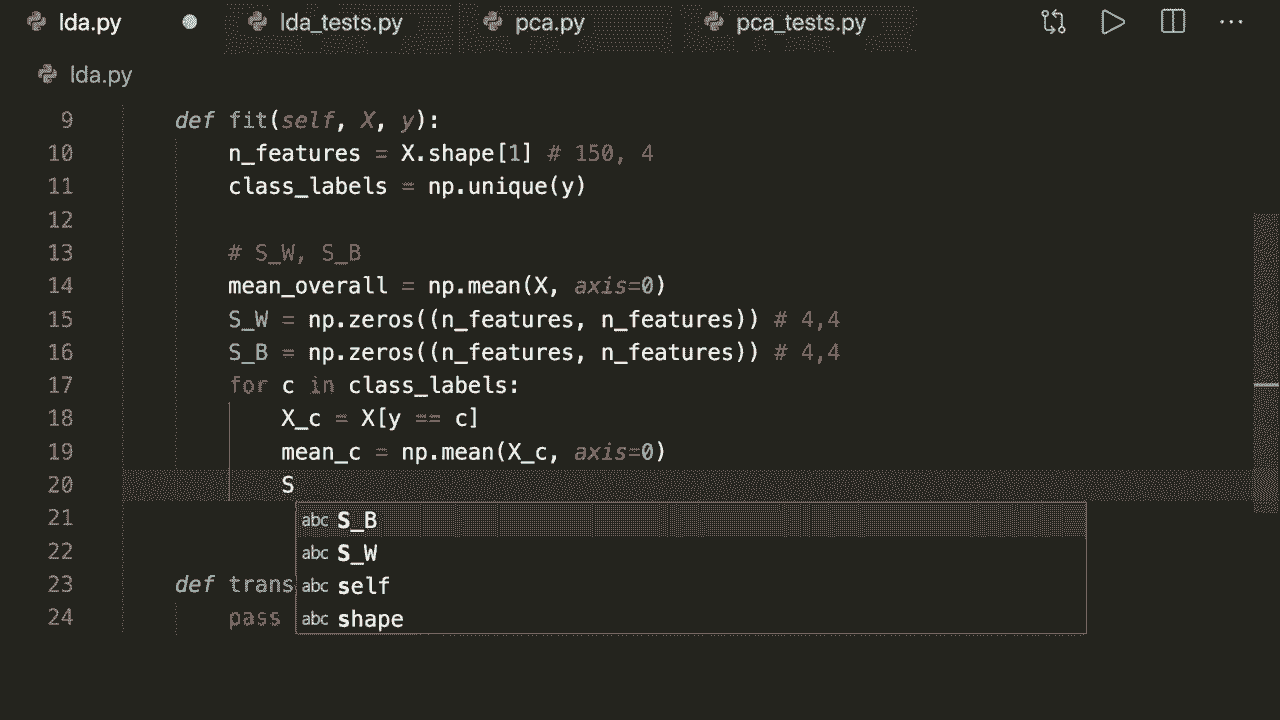 lda.py lda_tests.py pca.py pca_tests.py
lda.py
9 def fit(self, X, y):
10 n_features = X.shape[1] # 150, 4
11 class_labels = np.unique(y)
12
13 # S_W, S_B
14 mean_overall = np.mean(X, axis=0)
15 S_W = np.zeros((n_features, n_features)) # 4,4
16 S_B = np.zeros((n_features, n_features)) # 4,4
17 for c in class_labels:
18 X_c = X[y == c]
19 mean_c = np.mean(X_c, axis=0)
20 S
21 abc S_B
22 abc S_W
23 def trans abc self
24 pass abc shape